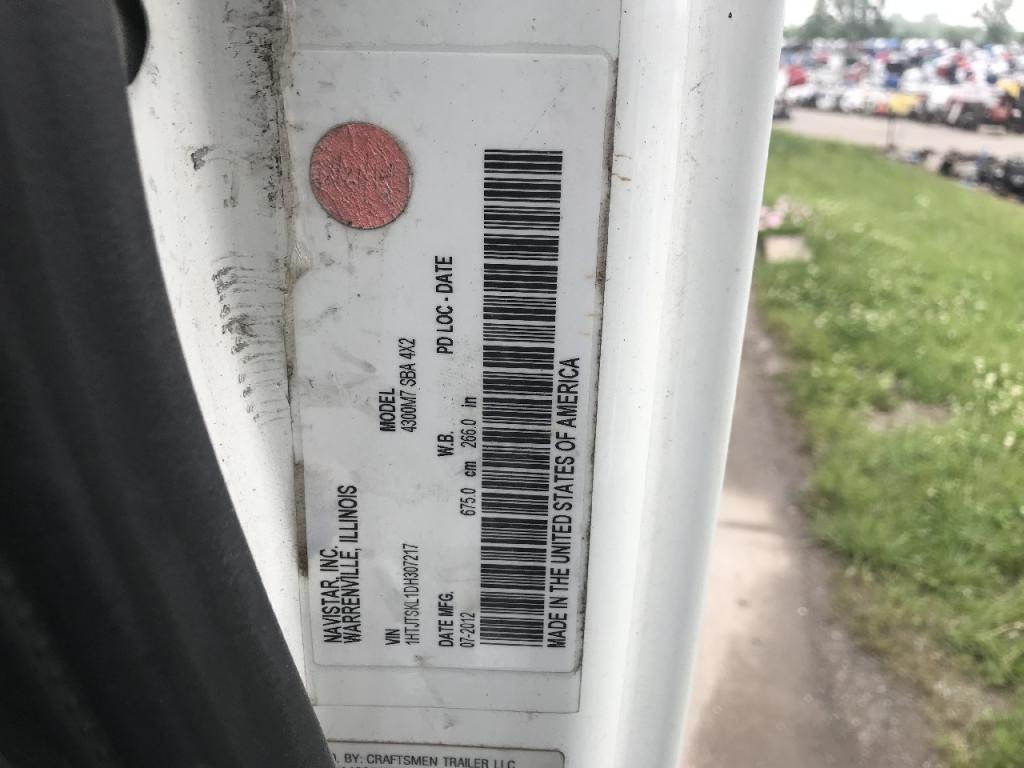 NAVISTAR, INC.
WARRENVILLE, ILLINOIS
VIN
1HTJTSKL1DH307217
MODEL
4300M7 SBA 4X2
DATE MFG.
07-2012
W.B.
675.0 cm 266.0 in
PD LOC - DATE
MADE IN THE UNITED STATES OF AMERICA
BY: CRAFTSMEN TRAILER LLC